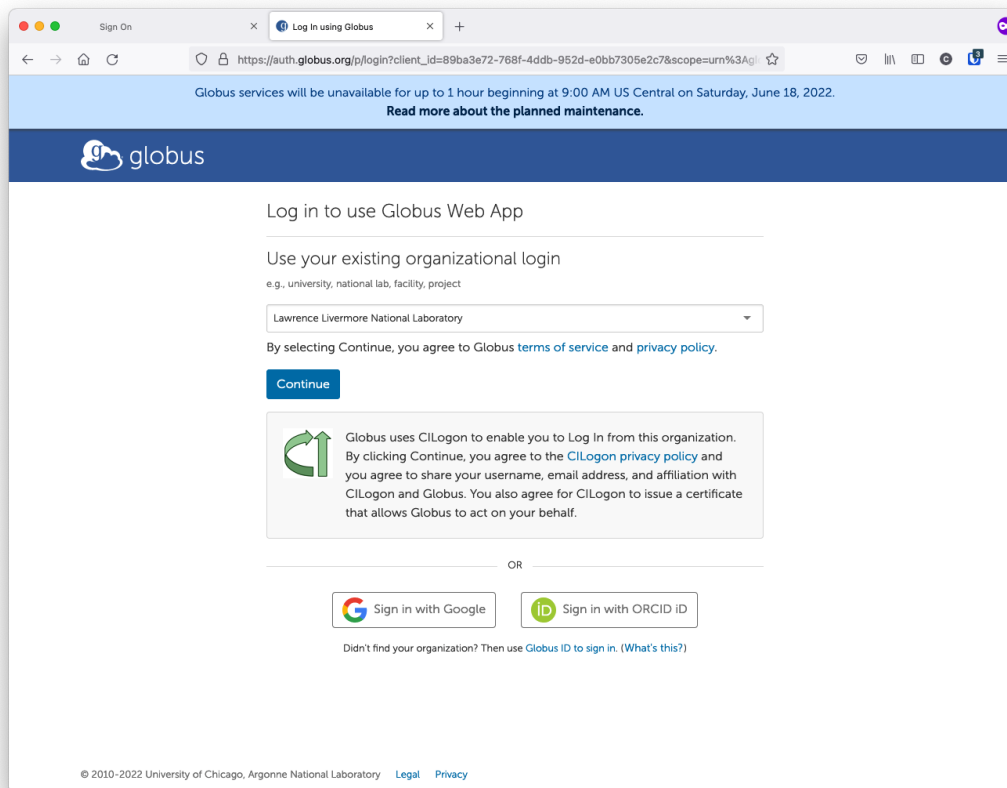 Sign On
Log In using Globus
https://auth.globus.org/p/login?client_id=89ba3e72-768f-4ddb-952d-e0bb7305e2c7&scope=urn%3Agl
3
Globus services will be unavailable for up to 1 hour beginning at 9:00 AM US Central on Saturday, June 18, 2022.
Read more about the planned maintenance.
globus
Log in to use Globus Web App
Use your existing organizational login
e.g., university, national lab, facility, project
Lawrence Livermore National Laboratory
By selecting Continue, you agree to Globus terms of service and privacy policy.
Continue
Globus uses CILogon to enable you to Log In from this organization.
By clicking Continue, you agree to the CILogon privacy policy and
you agree to share your username, email address, and affiliation with
CILogon and Globus. You also agree for CILogon to issue a certificate
that allows Globus to act on your behalf.
OR
Sign in with Google
iD Sign in with ORCID iD
Didn't find your organization? Then use Globus ID to sign in. (What's this?)
© 2010-2022 University of Chicago, Argonne National Laboratory Legal Privacy